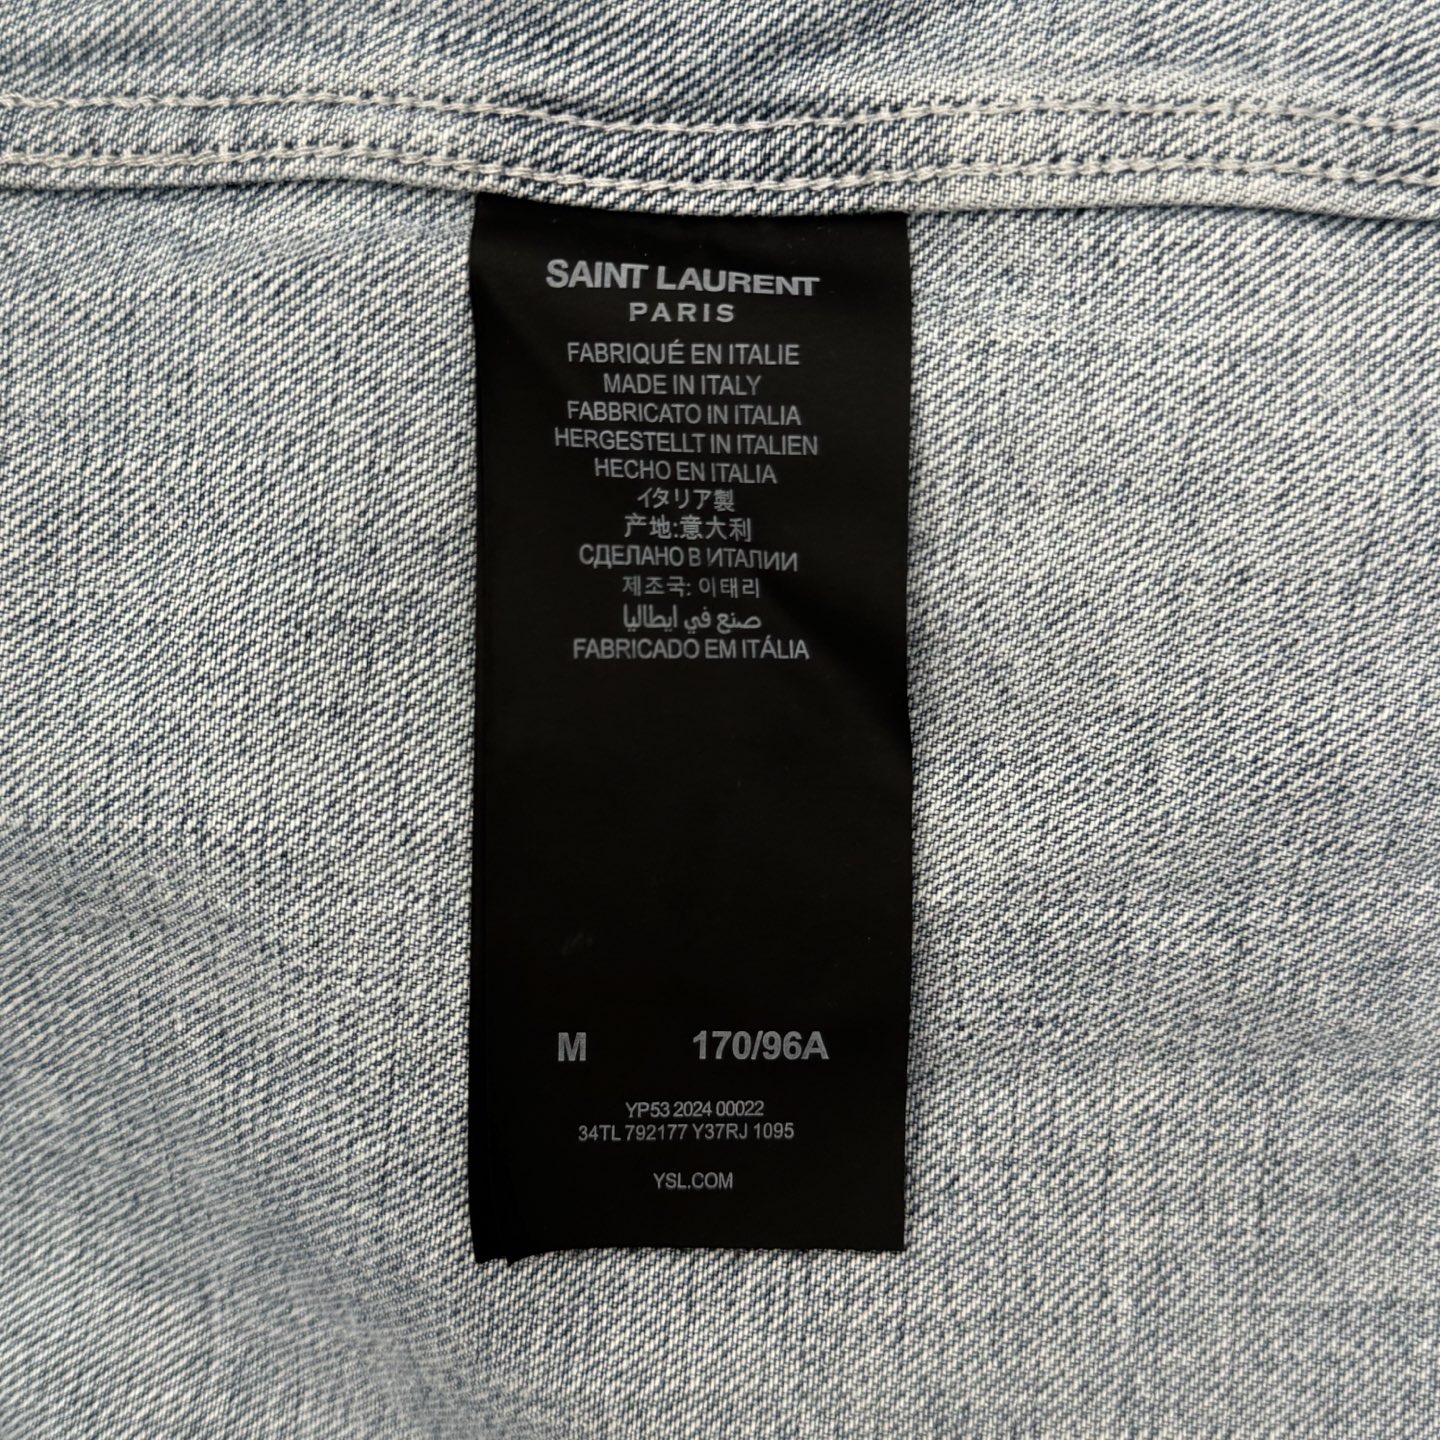 SAINT LAURENT
PARIS
FABRIQUÉ EN ITALIE
MADE IN ITALY
FABBRICATO IN ITALIA
HERGESTELLT IN ITALIEN
HECHO EN ITALIA
イタリア製
产地:意大利
СДЕЛАНО В ИТАЛИИ
제조국: 이태리
صنع في ايطاليا
FABRICADO EM ITÁLIA
M 170/96A
YP53 2024 00022
34TL 792177 Y37RJ 1095
YSL.COM